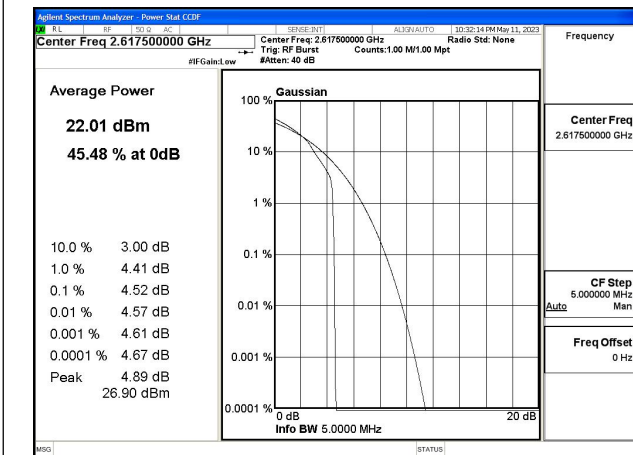 Agilent Spectrum Analyzer - Power Stat CCDF
RL RF 50 Ω AC SENSE:INT ALIGN AUTO 10:32:14 PM May 11, 2023
Center Freq 2.617500000 GHz
Center Freq: 2.617500000 GHz Radio Std: None
Trig: RF Burst Counts:1.00 M/1.00 Mpt
#IFGain:Low #Atten: 40 dB
Frequency
Average Power
22.01 dBm
45.48 % at 0dB
10.0 % 3.00 dB
1.0 % 4.41 dB
0.1 % 4.52 dB
0.01 % 4.57 dB
0.001 % 4.61 dB
0.0001 % 4.67 dB
Peak 4.89 dB
26.90 dBm
Gaussian
100 %
10 %
1 %
0.1 %
0.01 %
0.001 %
0.0001 %
0 dB 20 dB
Info BW 5.0000 MHz
Center Freq
2.617500000 GHz
CF Step
5.000000 MHz
Auto Man
Freq Offset
0 Hz
MSG STATUS